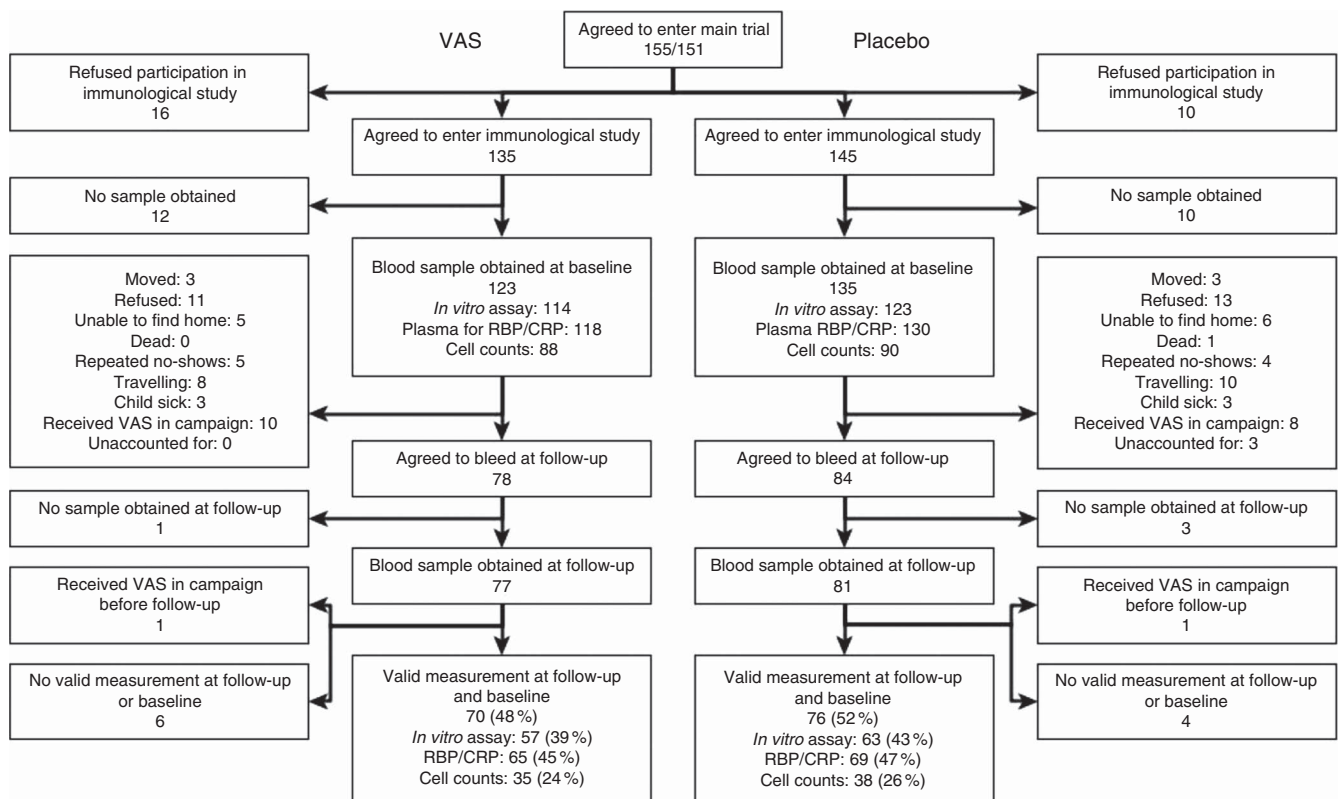 VAS
Agreed to enter main trial
155/151
Placebo
Refused participation in
immunological study
16
Refused participation in
immunological study
10
Agreed to enter immunological study
135
Agreed to enter immunological study
145
No sample obtained
12
No sample obtained
10
Blood sample obtained at baseline
123
In vitro assay: 114
Plasma for RBP/CRP: 118
Cell counts: 88
Blood sample obtained at baseline
135
In vitro assay: 123
Plasma RBP/CRP: 130
Cell counts: 90
Moved: 3
Refused: 11
Unable to find home: 5
Dead: 0
Repeated no-shows: 5
Travelling: 8
Child sick: 3
Received VAS in campaign: 10
Unaccounted for: 0
Moved: 3
Refused: 13
Unable to find home: 6
Dead: 1
Repeated no-shows: 4
Travelling: 10
Child sick: 3
Received VAS in campaign: 8
Unaccounted for: 3
Agreed to bleed at follow-up
78
Agreed to bleed at follow-up
84
No sample obtained at follow-up
1
No sample obtained at follow-up
3
Blood sample obtained at follow-up
77
Blood sample obtained at follow-up
81
Received VAS in campaign
before follow-up
1
Received VAS in campaign
before follow-up
1
No valid measurement at follow-up
or baseline
6
Valid measurement at follow-up
and baseline
70 (48 %)
In vitro assay: 57 (39 %)
RBP/CRP: 65 (45 %)
Cell counts: 35 (24 %)
Valid measurement at follow-up
and baseline
76 (52 %)
In vitro assay: 63 (43 %)
RBP/CRP: 69 (47 %)
Cell counts: 38 (26 %)
No valid measurement at follow-up
or baseline
4